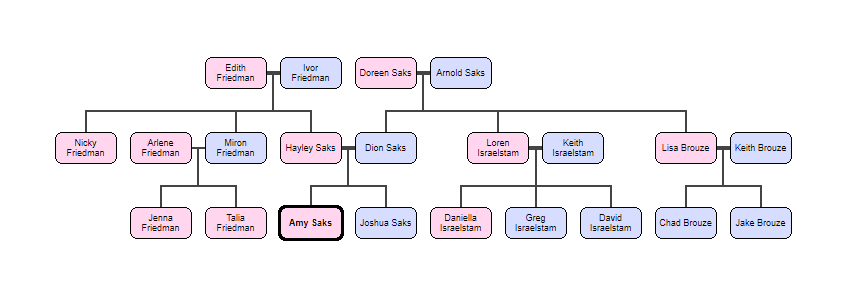 Edith
Friedman
Ivor
Friedman
Doreen Saks
Arnold Saks
Nicky
Friedman
Arlene
Friedman
Miron
Friedman
Hayley Saks
Dion Saks
Loren
Israelstam
Keith
Israelstam
Lisa Brouze
Keith Brouze
Jenna
Friedman
Talia
Friedman
Amy Saks
Joshua Saks
Daniella
Israelstam
Greg
Israelstam
David
Israelstam
Chad Brouze
Jake Brouze